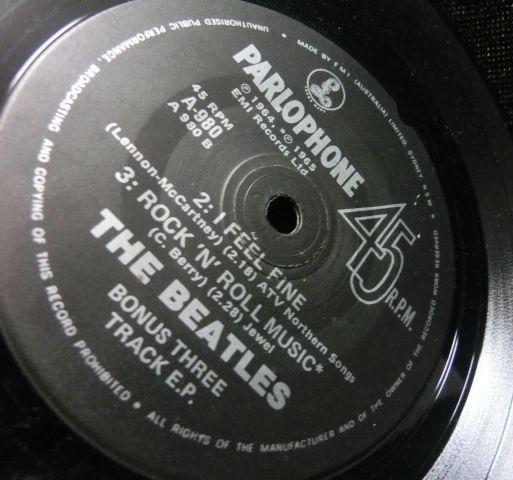 • MADE BY E M I (AUSTRALIA) LIMITED, SYDNEY, N S W •
PARLOPHONE
℗ 1964, *℗ 1965
EMI Records Ltd
45 RPM
A-980
A 980 B
45 R.P.M.
2: I FEEL FINE
(Lennon-McCartney) (2.18) ATV Northern Songs
3: ROCK 'N' ROLL MUSIC*
(C. Berry) (2.28) Jewel
THE BEATLES
BONUS THREE
TRACK E.P.
UNAUTHORISED PUBLIC PERFORMANCE, BROADCASTING AND COPYING OF THIS RECORD PROHIBITED • ALL RIGHTS OF THE MANUFACTURER AND OF THE OWNER OF THE RECORDED WORK RESERVED